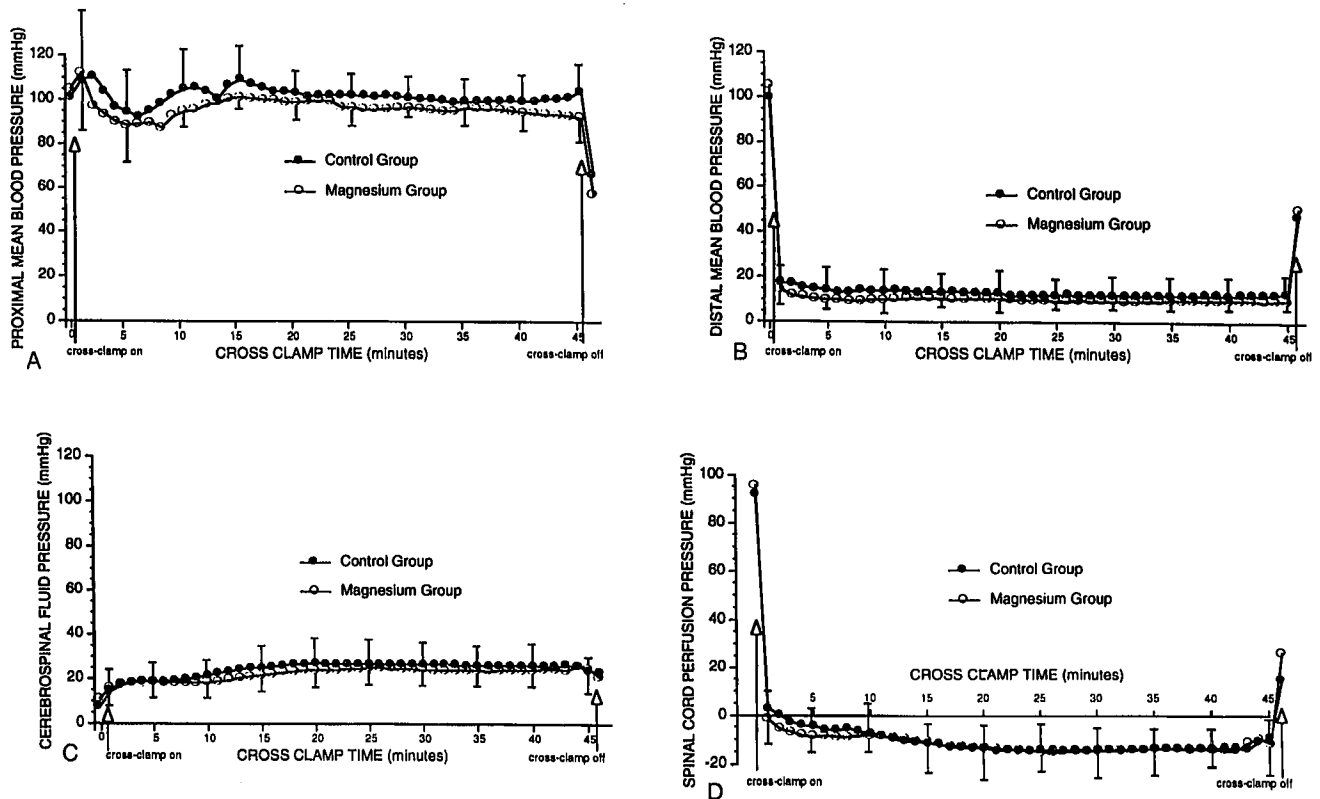 PROXIMAL MEAN BLOOD PRESSURE (mmHg)
120
100
80
60
40
20
0
Control Group
Magnesium Group
0 5 10 15 20 25 30 35 40 45
cross-clamp on
CROSS CLAMP TIME (minutes)
cross-clamp off
A
DISTAL MEAN BLOOD PRESSURE (mmHg)
120
100
80
60
40
20
0
Control Group
Magnesium Group
0 5 10 15 20 25 30 35 40 45
cross-clamp on
CROSS CLAMP TIME (minutes)
cross-clamp off
B
CEREBROSPINAL FLUID PRESSURE (mmHg)
120
100
80
60
40
20
0
Control Group
Magnesium Group
0 5 10 15 20 25 30 35 40 45
cross-clamp on
CROSS CLAMP TIME (minutes)
cross-clamp off
C
SPINAL CORD PERFUSION PRESSURE (mmHg)
100
80
60
40
20
0
-20
Control Group
Magnesium Group
CROSS CLAMP TIME (minutes)
5 10 15 20 25 30 35 40 45
cross-clamp on
cross-clamp off
D